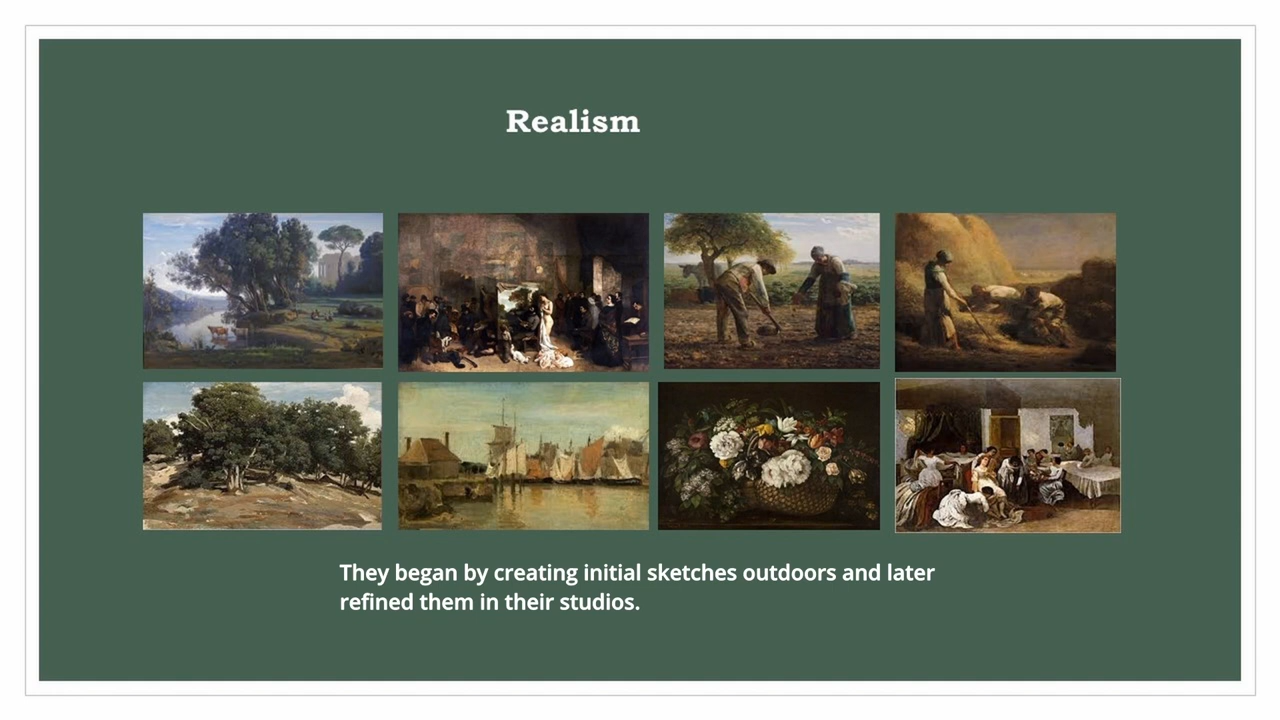 Realism
They began by creating initial sketches outdoors and later
refined them in their studios.